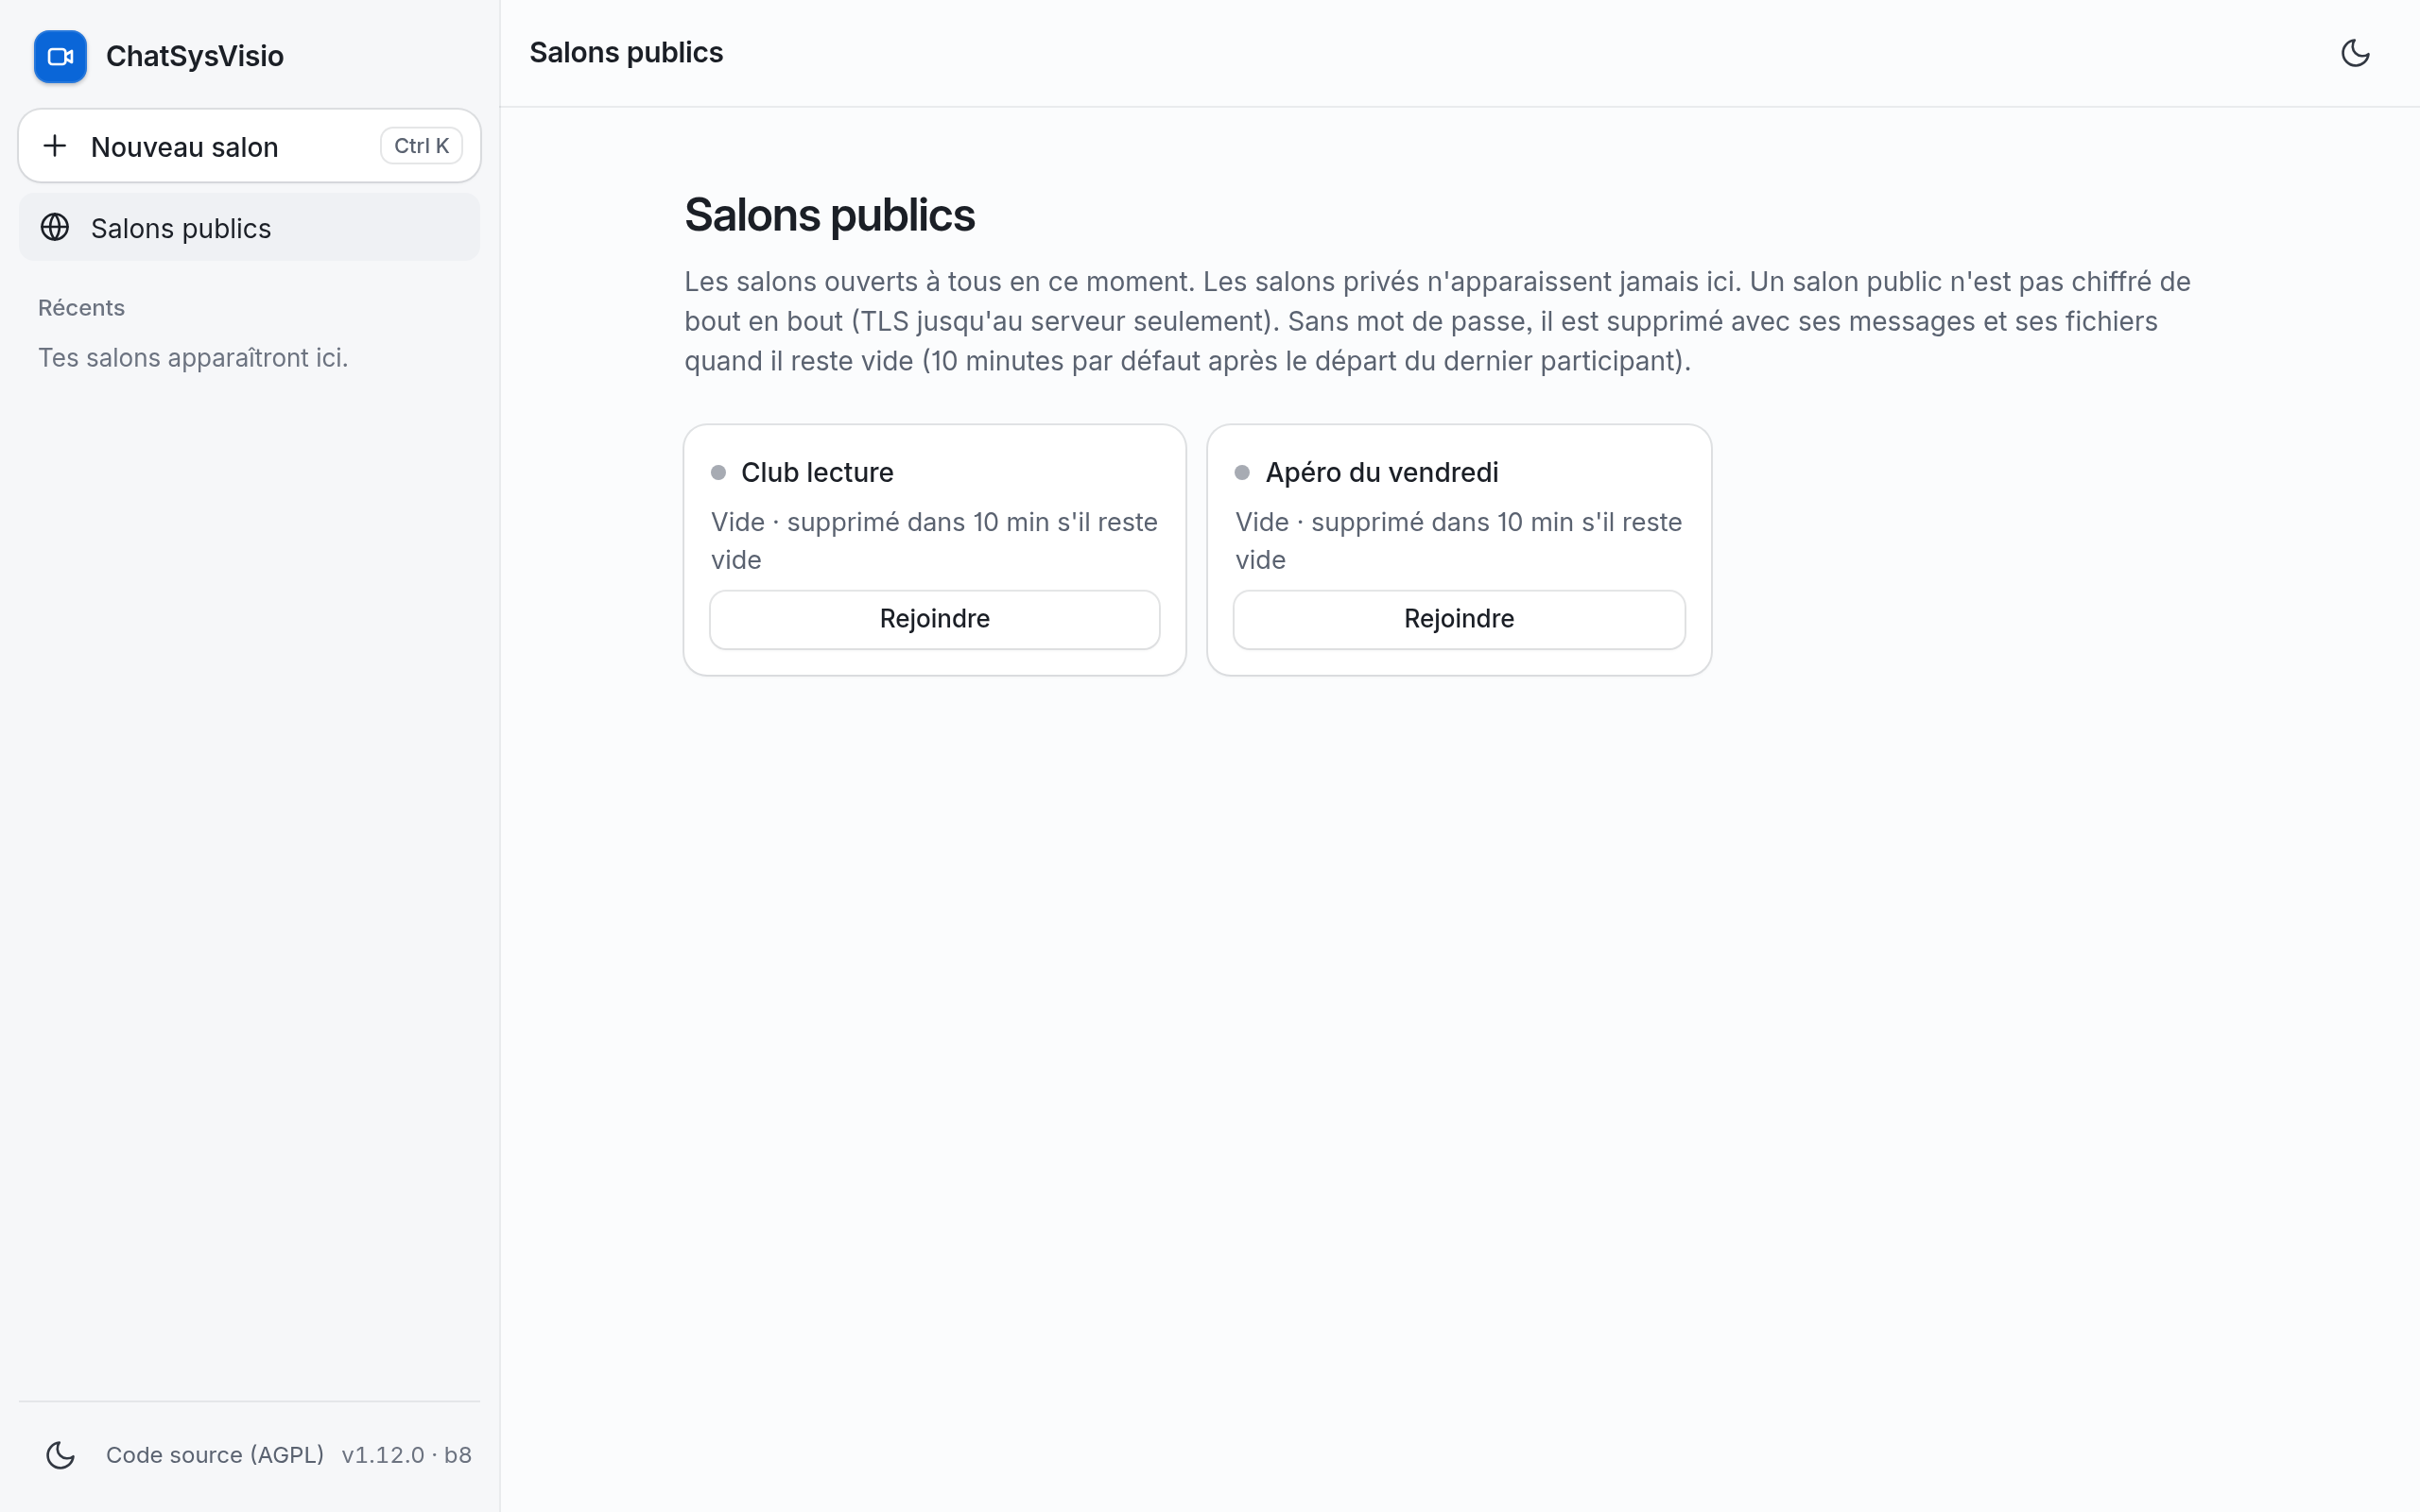 ChatSysVisio
Nouveau salon
Ctrl K
Salons publics
Récents
Tes salons apparaîtront ici.
Code source (AGPL)
v1.12.0 · b8
Salons publics
Salons publics
Les salons ouverts à tous en ce moment. Les salons privés n'apparaissent jamais ici. Un salon public n'est pas chiffré de
bout en bout (TLS jusqu'au serveur seulement). Sans mot de passe, il est supprimé avec ses messages et ses fichiers
quand il reste vide (10 minutes par défaut après le départ du dernier participant).
Club lecture
Vide · supprimé dans 10 min s'il reste
vide
Rejoindre
Apéro du vendredi
Vide · supprimé dans 10 min s'il reste
vide
Rejoindre